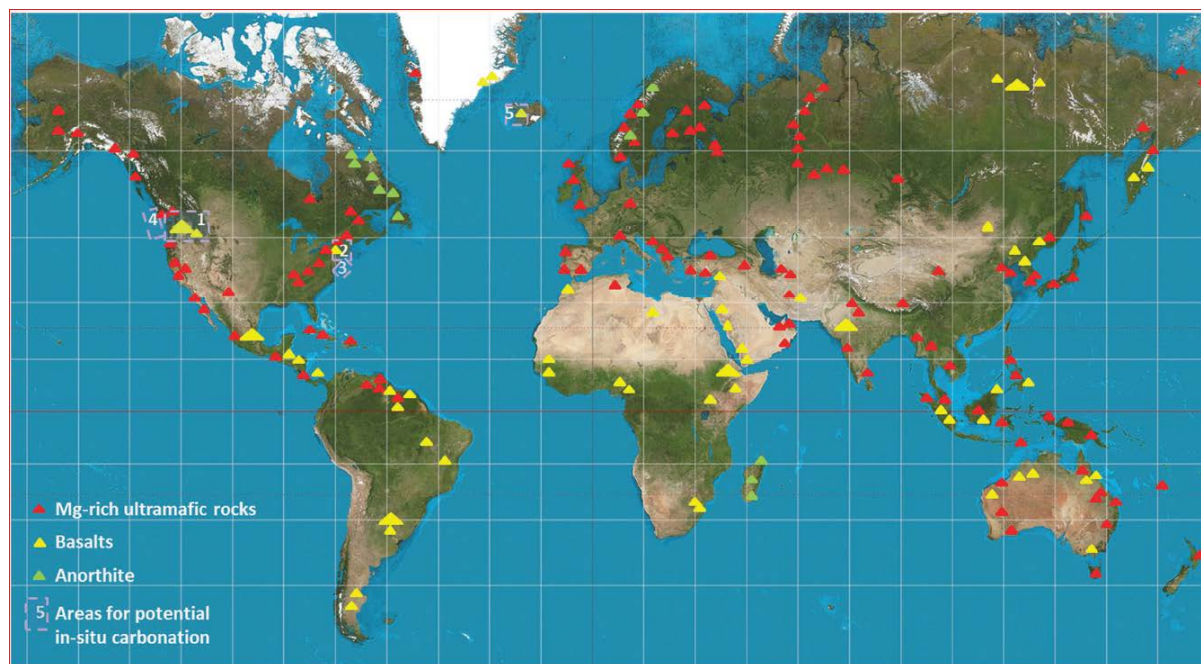 5
4
1
2
3
Mg-rich ultramafic rocks
Basalts
Anorthite
5 Areas for potential
in-situ carbonation